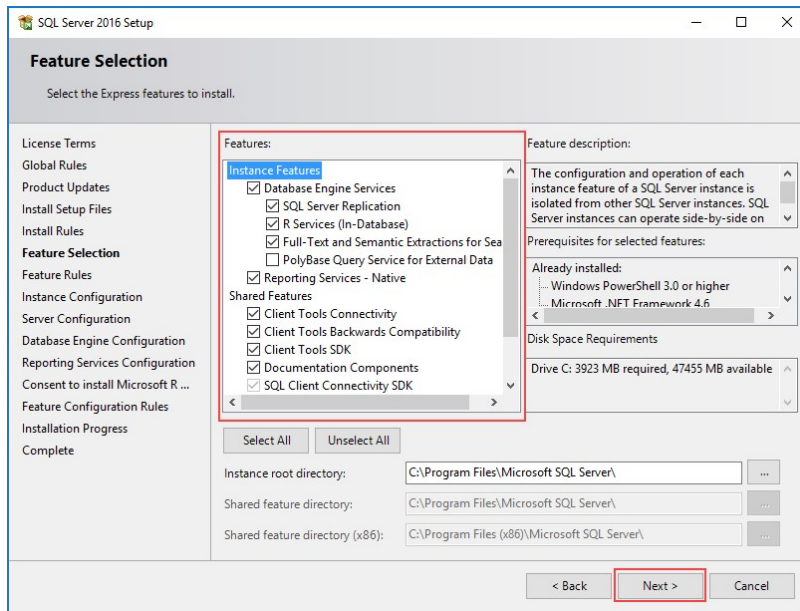 SQL Server 2016 Setup
Feature Selection
Select the Express features to install.
License Terms
Global Rules
Product Updates
Install Setup Files
Install Rules
Feature Selection
Feature Rules
Instance Configuration
Server Configuration
Database Engine Configuration
Reporting Services Configuration
Consent to install Microsoft R ...
Feature Configuration Rules
Installation Progress
Complete
Features:
Instance Features
Database Engine Services
SQL Server Replication
R Services (In-Database)
Full-Text and Semantic Extractions for Sea
PolyBase Query Service for External Data
Reporting Services - Native
Shared Features
Client Tools Connectivity
Client Tools Backwards Compatibility
Client Tools SDK
Documentation Components
SQL Client Connectivity SDK
Feature description:
The configuration and operation of each
instance feature of a SQL Server instance is
isolated from other SQL Server instances. SQL
Server instances can operate side-by-side on
Prerequisites for selected features:
Already installed:
Windows PowerShell 3.0 or higher
Microsoft .NET Framework 4.6
Disk Space Requirements
Drive C: 3923 MB required, 47455 MB available
Select All
Unselect All
Instance root directory:
C:\Program Files\Microsoft SQL Server\
...
Shared feature directory:
C:\Program Files\Microsoft SQL Server\
...
Shared feature directory (x86):
C:\Program Files (x86)\Microsoft SQL Server\
...
< Back
Next >
Cancel